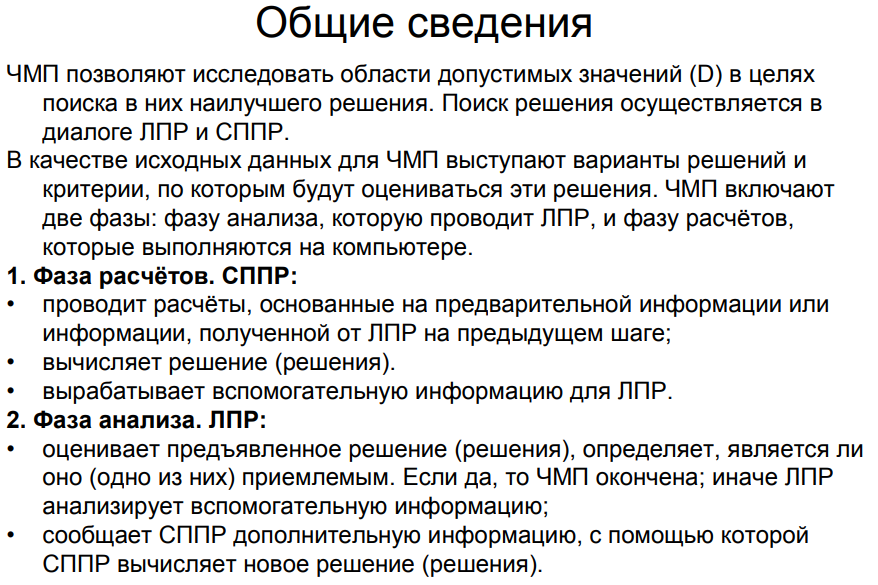 Общие сведения
ЧМП позволяют исследовать области допустимых значений (D) в целях
поиска в них наилучшего решения. Поиск решения осуществляется в
диалоге ЛПР и СППР.
В качестве исходных данных для ЧМП выступают варианты решений и
критерии, по которым будут оцениваться эти решения. ЧМП включают
две фазы: фазу анализа, которую проводит ЛПР, и фазу расчётов,
которые выполняются на компьютере.
1. Фаза расчётов. СППР:
• проводит расчёты, основанные на предварительной информации или
информации, полученной от ЛПР на предыдущем шаге;
• вычисляет решение (решения).
• вырабатывает вспомогательную информацию для ЛПР.
2. Фаза анализа. ЛПР:
• оценивает предъявленное решение (решения), определяет, является ли
оно (одно из них) приемлемым. Если да, то ЧМП окончена; иначе ЛПР
анализирует вспомогательную информацию;
• сообщает СППР дополнительную информацию, с помощью которой
СППР вычисляет новое решение (решения).